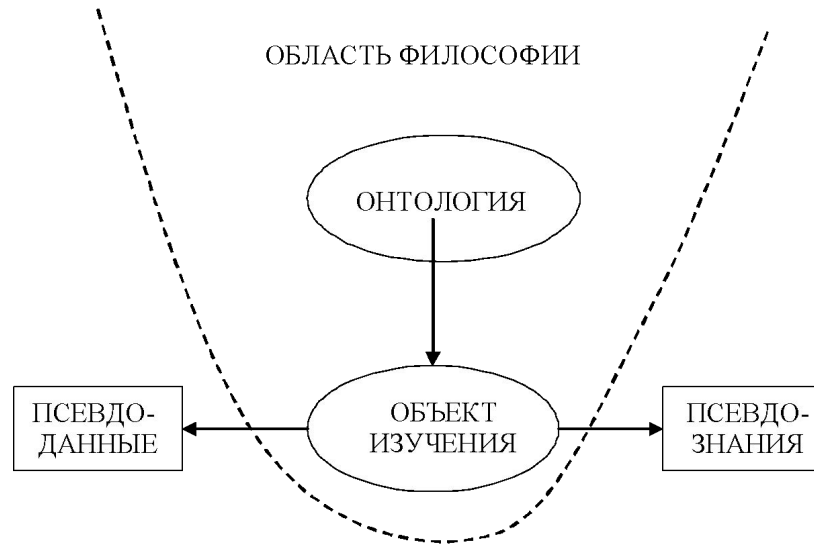 ОБЛАСТЬ ФИЛОСОФИИ
ОНТОЛОГИЯ
ПСЕВДО-
ДАННЫЕ
ОБЪЕКТ
ИЗУЧЕНИЯ
ПСЕВДО-
ЗНАНИЯ